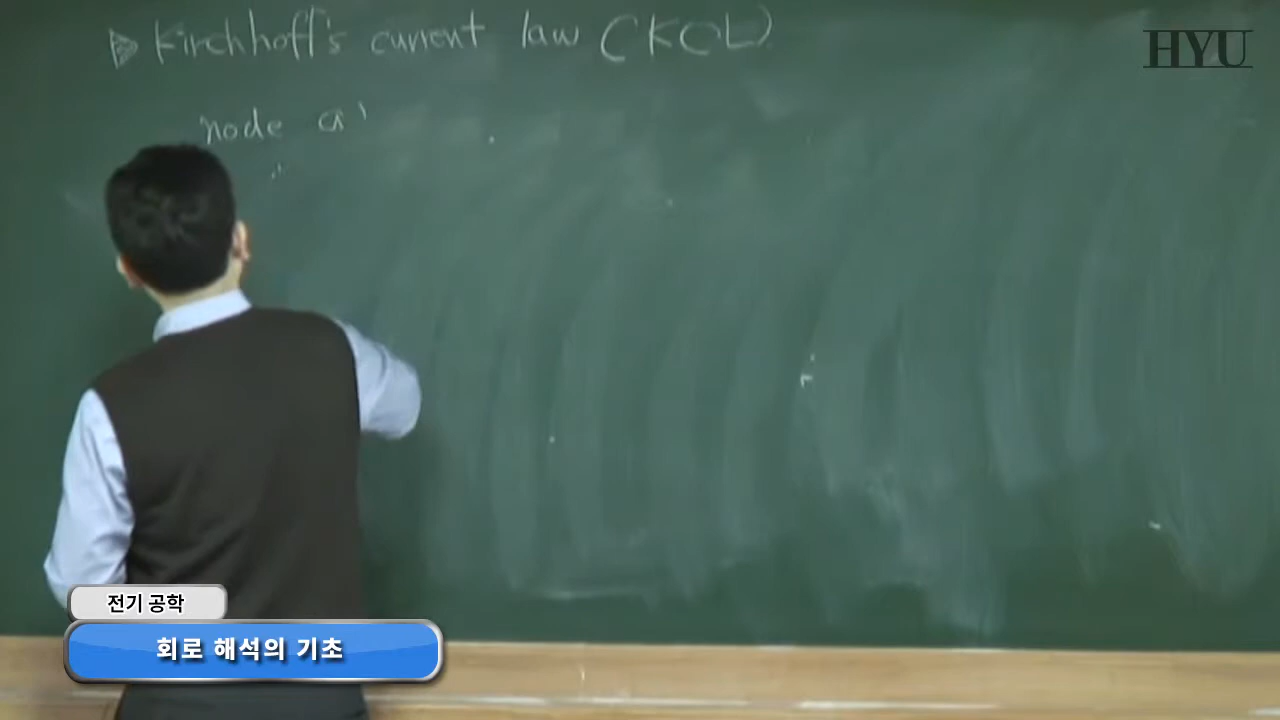 Kirchhoff's current law (KCL)
HYU
node a'
전기 공학
회로 해석의 기초